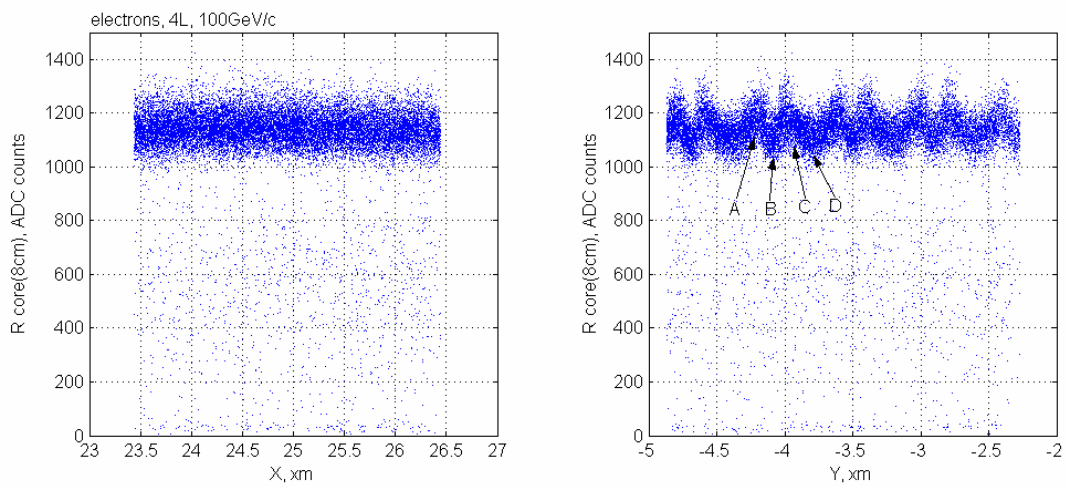 electrons, 4L, 100GeV/c
R core(8cm), ADC counts
1400
1200
1000
800
600
400
200
0
23 23.5 24 24.5 25 25.5 26 26.5 27
X, xm
R core(8cm), ADC counts
1400
1200
1000
800
600
400
200
0
A B C D
-5 -4.5 -4 -3.5 -3 -2.5 -2
Y, xm